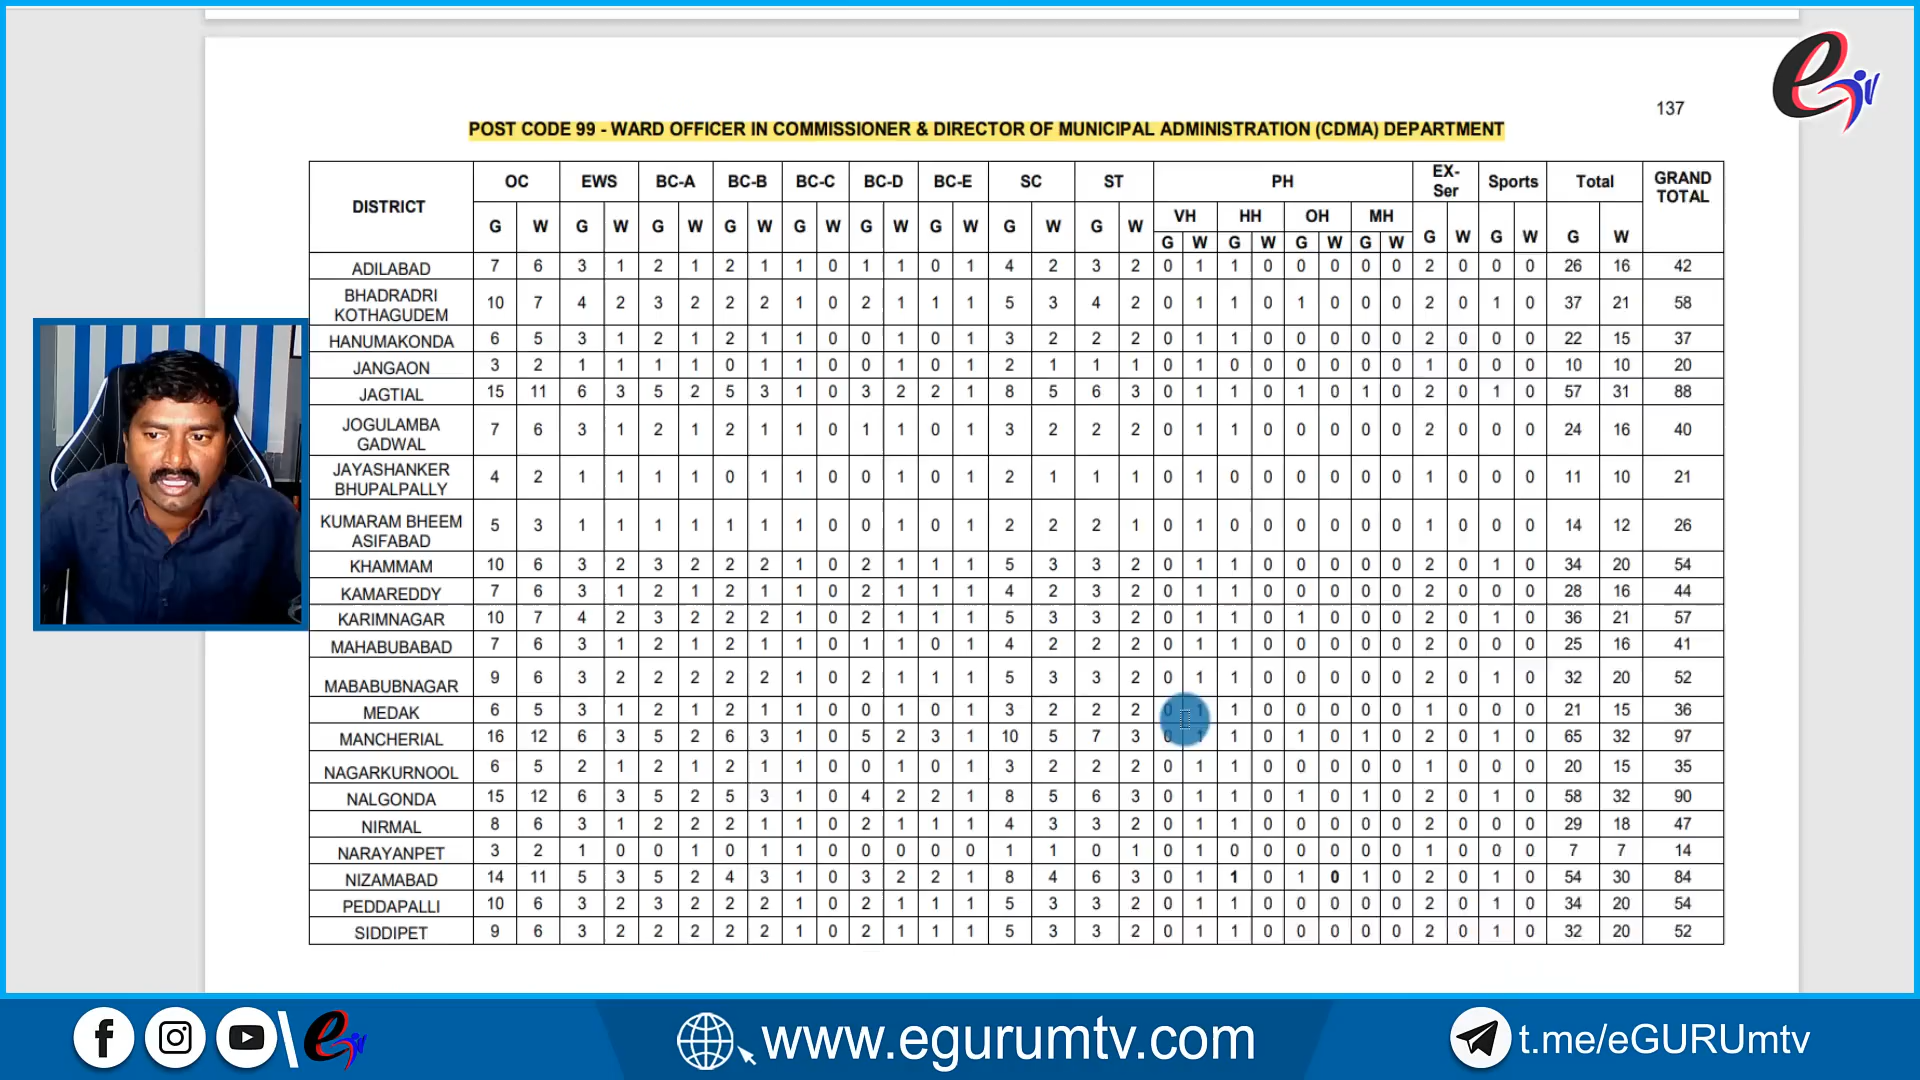 137
POST CODE 99 - WARD OFFICER IN COMMISSIONER & DIRECTOR OF MUNICIPAL ADMINISTRATION (CDMA) DEPARTMENT
DISTRICT OC EWS BC-A BC-B BC-C BC-D BC-E SC ST PH EX-Ser Sports Total GRAND TOTAL
VH HH OH MH
G W G W G W G W G W G W G W G W G W G W G W G W G W G W G W G W
ADILABAD 7 6 3 1 2 1 2 1 1 0 1 1 0 1 4 2 3 2 0 1 1 0 0 0 0 0 2 0 0 0 26 16 42
BHADRADRI KOTHAGUDEM 10 7 4 2 3 2 2 2 1 0 2 1 1 1 5 3 4 2 0 1 1 0 1 0 0 0 2 0 1 0 37 21 58
HANUMAKONDA 6 5 3 1 2 1 2 1 1 0 0 1 0 1 3 2 2 2 0 1 1 0 0 0 0 0 2 0 0 0 22 15 37
JANGAON 3 2 1 1 1 1 0 1 1 0 0 1 0 1 2 1 1 1 0 1 0 0 0 0 0 0 1 0 0 0 10 10 20
JAGTIAL 15 11 6 3 5 2 5 3 1 0 3 2 2 1 8 5 6 3 0 1 1 0 1 0 1 0 2 0 1 0 57 31 88
JOGULAMBA GADWAL 7 6 3 1 2 1 2 1 1 0 1 1 0 1 3 2 2 2 0 1 1 0 0 0 0 0 2 0 0 0 24 16 40
JAYASHANKER BHUPALPALLY 4 2 1 1 1 1 0 1 1 0 0 1 0 1 2 1 1 1 0 1 0 0 0 0 0 0 1 0 0 0 11 10 21
KUMARAM BHEEM ASIFABAD 5 3 1 1 1 1 1 1 1 0 0 1 0 1 2 2 2 1 0 1 0 0 0 0 0 0 1 0 0 0 14 12 26
KHAMMAM 10 6 3 2 3 2 2 2 1 0 2 1 1 1 5 3 3 2 0 1 1 0 0 0 0 0 2 0 1 0 34 20 54
KAMAREDDY 7 6 3 1 2 1 2 1 1 0 2 1 1 1 4 2 3 2 0 1 1 0 0 0 0 0 2 0 0 0 28 16 44
KARIMNAGAR 10 7 4 2 3 2 2 2 1 0 2 1 1 1 5 3 3 2 0 1 1 0 1 0 0 0 2 0 1 0 36 21 57
MAHABUBABAD 7 6 3 1 2 1 2 1 1 0 1 1 0 1 4 2 2 2 0 1 1 0 0 0 0 0 2 0 0 0 25 16 41
MABABUBNAGAR 9 6 3 2 2 2 2 2 1 0 2 1 1 1 5 3 3 2 0 1 1 0 0 0 0 0 2 0 1 0 32 20 52
MEDAK 6 5 3 1 2 1 2 1 1 0 0 1 0 1 3 2 2 2 0 1 1 0 0 0 0 0 1 0 0 0 21 15 36
MANCHERIAL 16 12 6 3 5 2 6 3 1 0 5 2 3 1 10 5 7 3 0 1 1 0 1 0 1 0 2 0 1 0 65 32 97
NAGARKURNOOL 6 5 2 1 2 1 2 1 1 0 0 1 0 1 3 2 2 2 0 1 1 0 0 0 0 0 1 0 0 0 20 15 35
NALGONDA 15 12 6 3 5 2 5 3 1 0 4 2 2 1 8 5 6 3 0 1 1 0 1 0 1 0 2 0 1 0 58 32 90
NIRMAL 8 6 3 1 2 2 2 1 1 0 2 1 1 1 4 3 3 2 0 1 1 0 0 0 0 0 2 0 0 0 29 18 47
NARAYANPET 3 2 1 0 0 1 0 1 1 0 0 0 0 0 1 1 0 1 0 1 0 0 0 0 0 0 1 0 0 0 7 7 14
NIZAMABAD 14 11 5 3 5 2 4 3 1 0 3 2 2 1 8 4 6 3 0 1 1 0 1 0 1 0 2 0 1 0 54 30 84
PEDDAPALLI 10 6 3 2 3 2 2 2 1 0 2 1 1 1 5 3 3 2 0 1 1 0 0 0 0 0 2 0 1 0 34 20 54
SIDDIPET 9 6 3 2 2 2 2 2 1 0 2 1 1 1 5 3 3 2 0 1 1 0 0 0 0 0 2 0 1 0 32 20 52
www.egurumtv.com
t.me/eGURUmtv